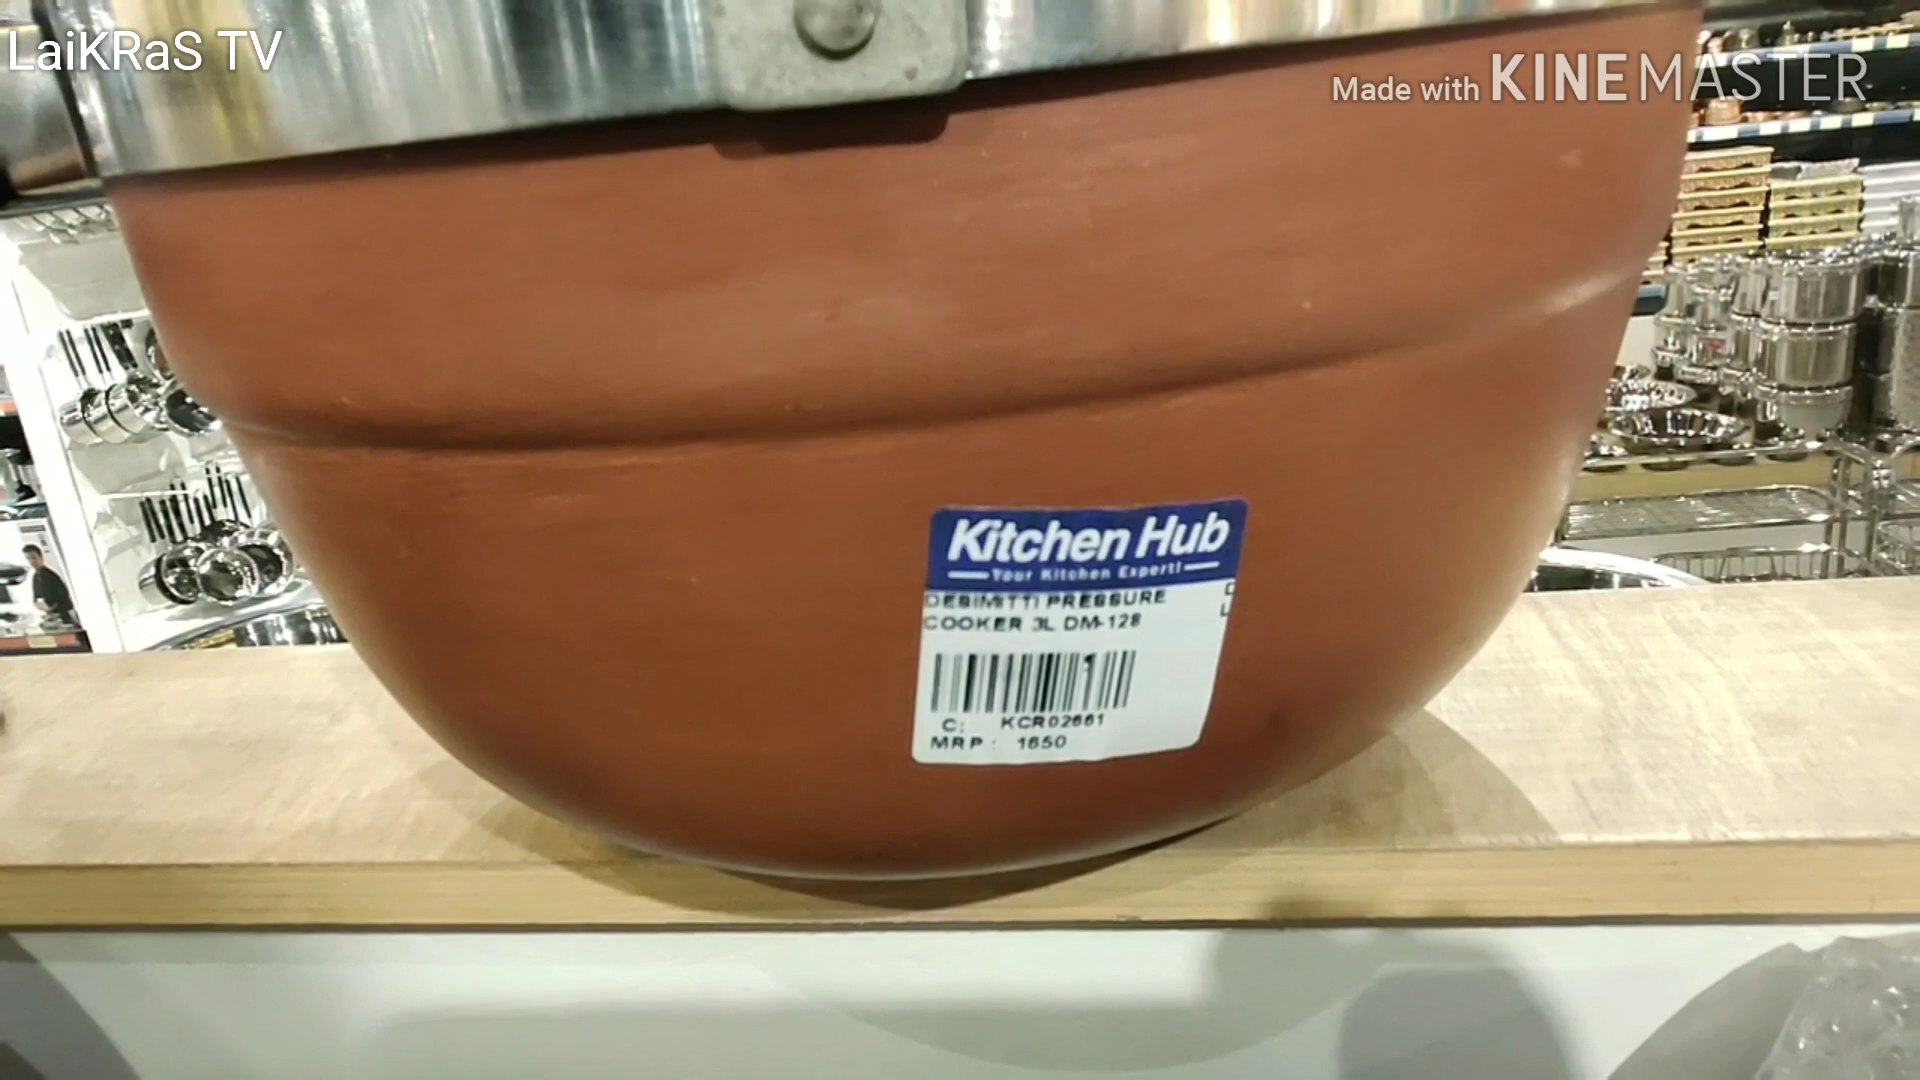 LaiKRaS TV
Made with KINEMASTER
Kitchen Hub
Your Kitchen Expert!
DESIMITTI PRESSURE
COOKER 3L DM-128
C: KCR02661
MRP : 1650